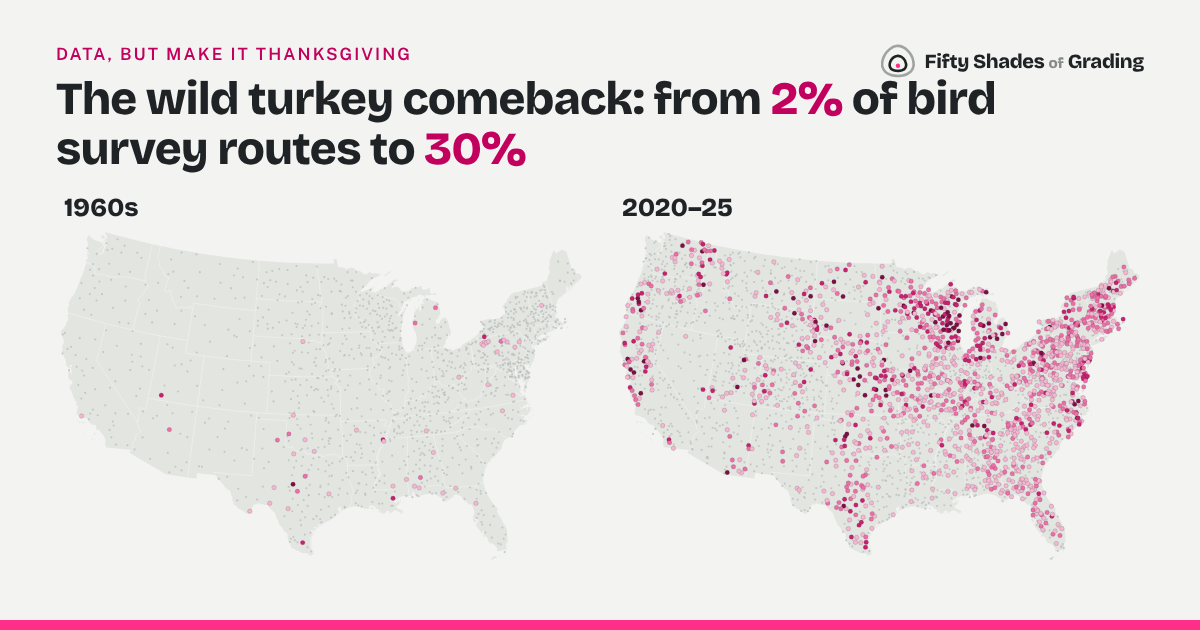 DATA, BUT MAKE IT THANKSGIVING
Fifty Shades of Grading
The wild turkey comeback: from 2% of bird
survey routes to 30%
1960s
2020–25